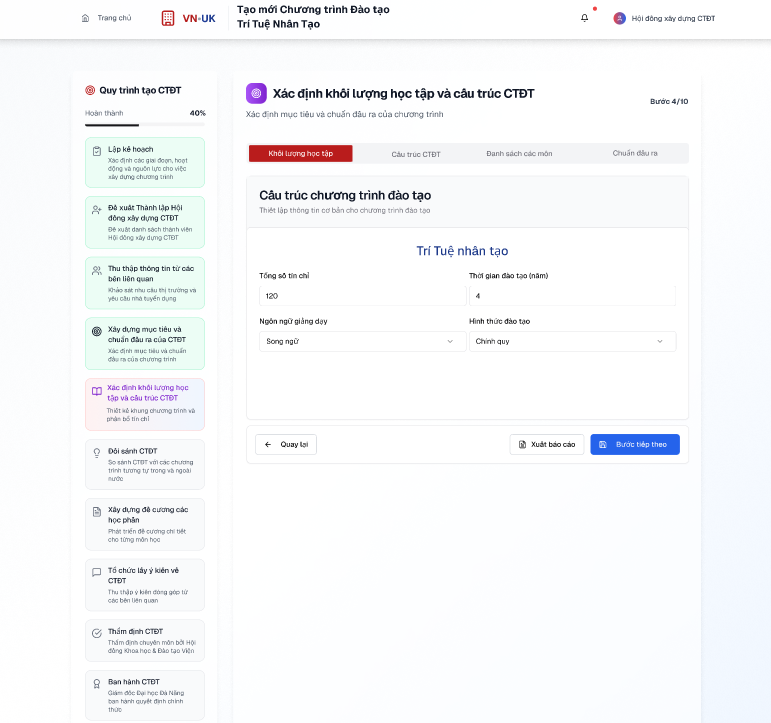 Trang chủ
VN-UK
Tạo mới Chương trình Đào tạo
Trí Tuệ Nhân Tạo
Hội đồng xây dựng CTĐT
Quy trình tạo CTĐT
Hoàn thành
40%
Lập kế hoạch
Xác định các giai đoạn, hoạt
động và nguồn lực cho việc
xây dựng chương trình
Đề xuất Thành lập Hội
đồng xây dựng CTĐT
Đề xuất danh sách thành viên
Hội đồng xây dựng CTĐT
Thu thập thông tin từ các
bên liên quan
Khảo sát nhu cầu thị trường và
yêu cầu nhà tuyển dụng
Xây dựng mục tiêu và
chuẩn đầu ra của CTĐT
Xác định mục tiêu và chuẩn
đầu ra của chương trình
Xác định khối lượng học
tập và cấu trúc CTĐT
Thiết kế khung chương trình và
phân bổ tín chỉ
Đối sánh CTĐT
So sánh CTĐT với các chương
trình tương tự trong và ngoài
nước
Xây dựng đề cương các
học phần
Phát triển đề cương chi tiết
cho từng môn học
Tổ chức lấy ý kiến về
CTĐT
Thu thập ý kiến đóng góp từ
các bên liên quan
Thẩm định CTĐT
Thẩm định chuyên môn bởi Hội
đồng Khoa học & Đào tạo Viện
Ban hành CTĐT
Giám đốc Đại học Đà Nẵng
ban hành quyết định chính
thức
Xác định khối lượng học tập và cấu trúc CTĐT
Xác định mục tiêu và chuẩn đầu ra của chương trình
Bước 4/10
Khối lượng học tập
Cấu trúc CTĐT
Danh sách các môn
Chuẩn đầu ra
Cấu trúc chương trình đào tạo
Thiết lập thông tin cơ bản cho chương trình đào tạo
Trí Tuệ nhân tạo
Tổng số tín chỉ
Thời gian đào tạo (năm)
120
4
Ngôn ngữ giảng dạy
Hình thức đào tạo
Song ngữ
Chính quy
Quay lại
Xuất báo cáo
Bước tiếp theo